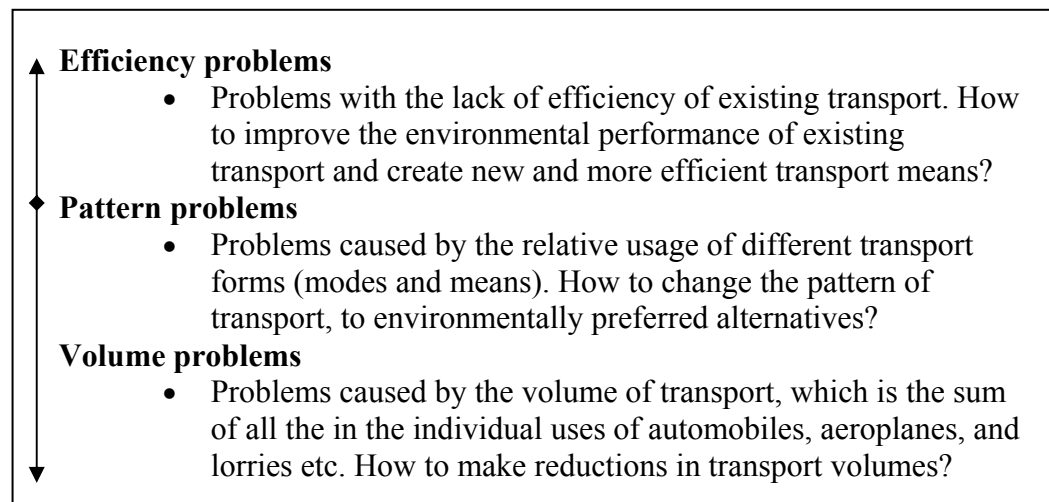 Efficiency problems
• Problems with the lack of efficiency of existing transport. How
to improve the environmental performance of existing
transport and create new and more efficient transport means?
Pattern problems
• Problems caused by the relative usage of different transport
forms (modes and means). How to change the pattern of
transport, to environmentally preferred alternatives?
Volume problems
• Problems caused by the volume of transport, which is the sum
of all the in the individual uses of automobiles, aeroplanes, and
lorries etc. How to make reductions in transport volumes?